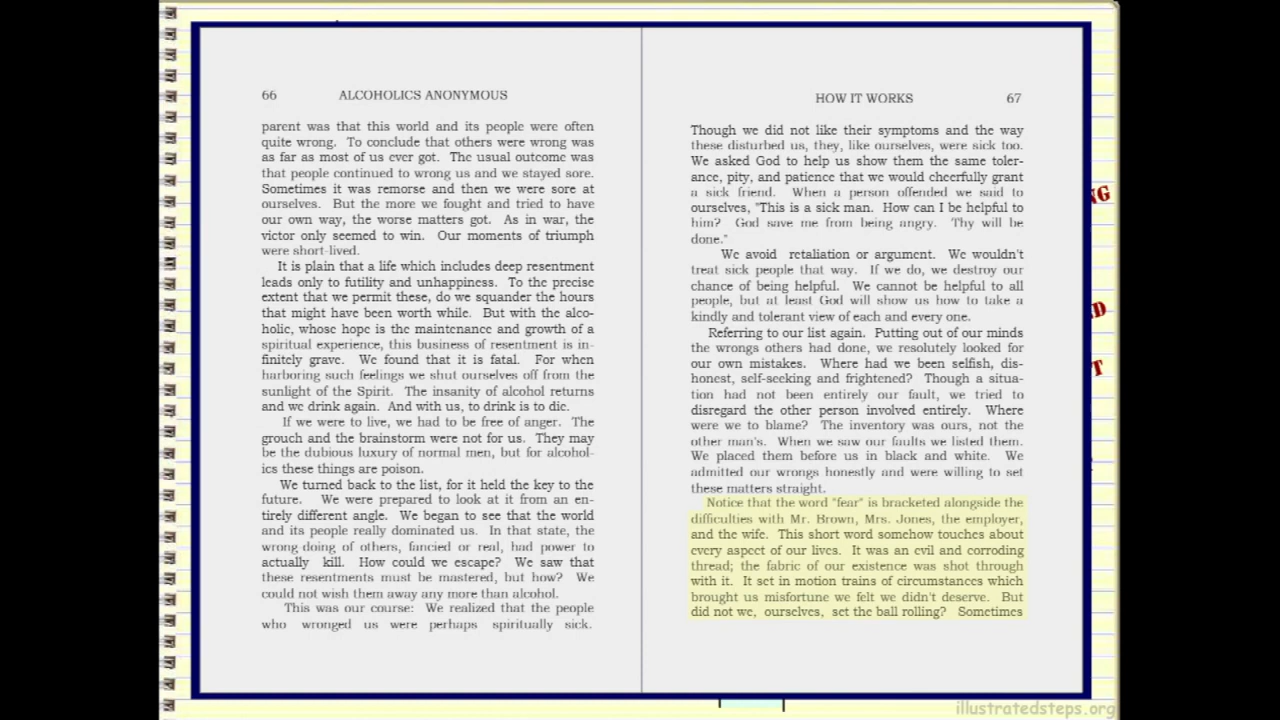 66 ALCOHOLICS ANONYMOUS
parent was that this world and its people were often
quite wrong. To conclude that others were wrong was
as far as most of us ever got. The usual outcome was
that people continued to wrong us and we stayed sore.
Sometimes it was remorse and then we were sore at
ourselves. But the more we fought and tried to have
our own way, the worse matters got. As in war, the
victor only seemed to win. Our moments of triumph
were short-lived.
It is plain that a life which includes deep resentment
leads only to futility and unhappiness. To the precise
extent that we permit these, do we squander the hours
that might have been worth while. But with the alco-
holic, whose hope is the maintenance and growth of a
spiritual experience, this business of resentment is in-
finitely grave. We found that it is fatal. For when
harboring such feelings we shut ourselves off from the
sunlight of the Spirit. The insanity of alcohol returns
and we drink again. And with us, to drink is to die.
If we were to live, we had to be free of anger. The
grouch and the brainstorm were not for us. They may
be the dubious luxury of normal men, but for alcohol-
ics these things are poison.
We turned back to the list, for it held the key to the
future. We were prepared to look at it from an en-
tirely different angle. We began to see that the world
and its people really dominated us. In that state, the
wrong doing of others, fancied or real, had power to
actually kill. How could we escape? We saw that
these resentments must be mastered, but how? We
could not wish them away any more than alcohol.
This was our course: We realized that the people
who wronged us were perhaps spiritually sick.
HOW IT WORKS 67
Though we did not like their symptoms and the way
these disturbed us, they, like ourselves, were sick too.
We asked God to help us show them the same toler-
ance, pity, and patience that we would cheerfully grant
a sick friend. When a person offended we said to
ourselves, "This is a sick man. How can I be helpful to
him? God save me from being angry. Thy will be
done."
We avoid retaliation or argument. We wouldn't
treat sick people that way. If we do, we destroy our
chance of being helpful. We cannot be helpful to all
people, but at least God will show us how to take a
kindly and tolerant view of each and every one.
Referring to our list again. Putting out of our minds
the wrongs others had done, we resolutely looked for
our own mistakes. Where had we been selfish, dis-
honest, self-seeking and frightened? Though a situa-
tion had not been entirely our fault, we tried to
disregard the other person involved entirely. Where
were we to blame? The inventory was ours, not the
other man's. When we saw our faults we listed them.
We placed them before us in black and white. We
admitted our wrongs honestly and were willing to set
these matters straight.
Notice that the word "fear" is bracketed alongside the
difficulties with Mr. Brown, Mrs. Jones, the employer,
and the wife. This short word somehow touches about
every aspect of our lives. It was an evil and corroding
thread; the fabric of our existence was shot through
with it. It set in motion trains of circumstances which
brought us misfortune we felt we didn't deserve. But
did not we, ourselves, set the ball rolling? Sometimes
NG
D
T
illustratedsteps.org